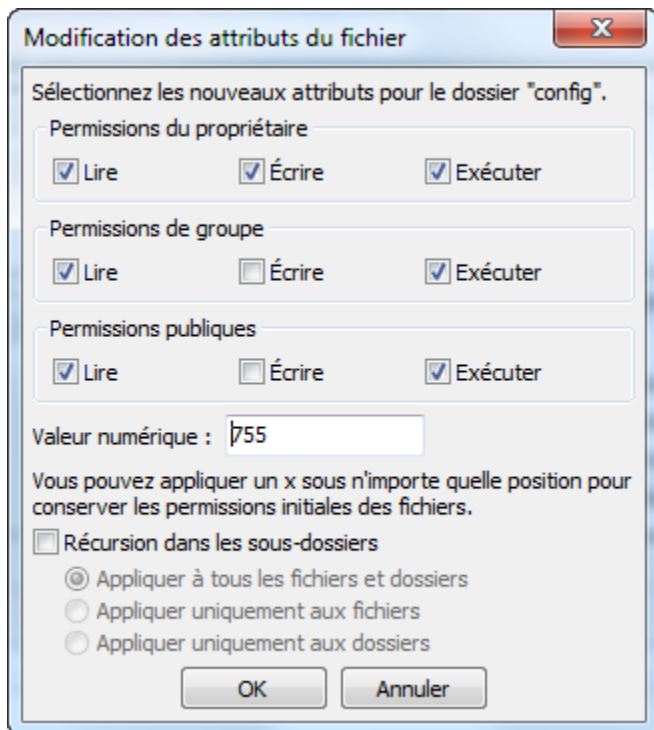 Modification des attributs du fichier
Sélectionnez les nouveaux attributs pour le dossier "config".
Permissions du propriétaire
Lire Écrire Exécuter
Permissions de groupe
Lire Écrire Exécuter
Permissions publiques
Lire Écrire Exécuter
Valeur numérique : 755
Vous pouvez appliquer un x sous n'importe quelle position pour
conserver les permissions initiales des fichiers.
Récursion dans les sous-dossiers
Appliquer à tous les fichiers et dossiers
Appliquer uniquement aux fichiers
Appliquer uniquement aux dossiers
OK Annuler